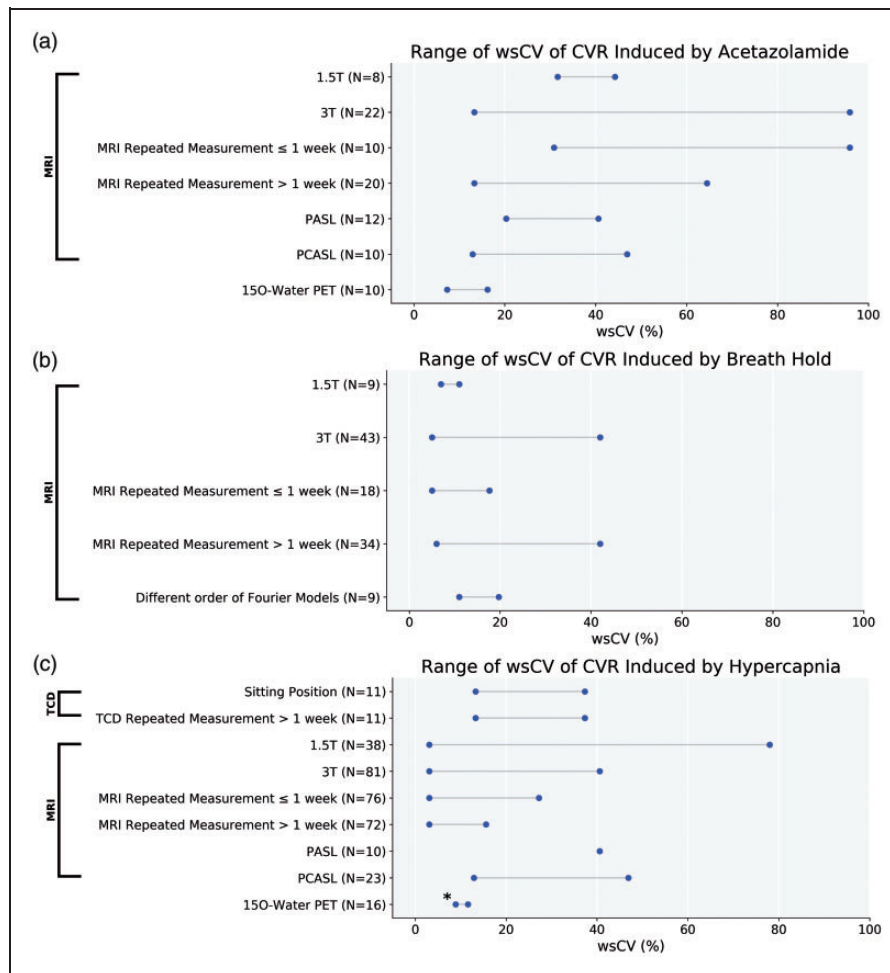 (a)
Range of wsCV of CVR Induced by Acetazolamide
MRI
1.5T (N=8)
3T (N=22)
MRI Repeated Measurement ≤ 1 week (N=10)
MRI Repeated Measurement > 1 week (N=20)
PASL (N=12)
PCASL (N=10)
15O-Water PET (N=10)
0 20 40 60 80 100
wsCV (%)
(b)
Range of wsCV of CVR Induced by Breath Hold
MRI
1.5T (N=9)
3T (N=43)
MRI Repeated Measurement ≤ 1 week (N=18)
MRI Repeated Measurement > 1 week (N=34)
Different order of Fourier Models (N=9)
0 20 40 60 80 100
wsCV (%)
(c)
Range of wsCV of CVR Induced by Hypercapnia
TCD
Sitting Position (N=11)
TCD Repeated Measurement > 1 week (N=11)
MRI
1.5T (N=38)
3T (N=81)
MRI Repeated Measurement ≤ 1 week (N=76)
MRI Repeated Measurement > 1 week (N=72)
PASL (N=10)
PCASL (N=23)
15O-Water PET (N=16)
*
0 20 40 60 80 100
wsCV (%)